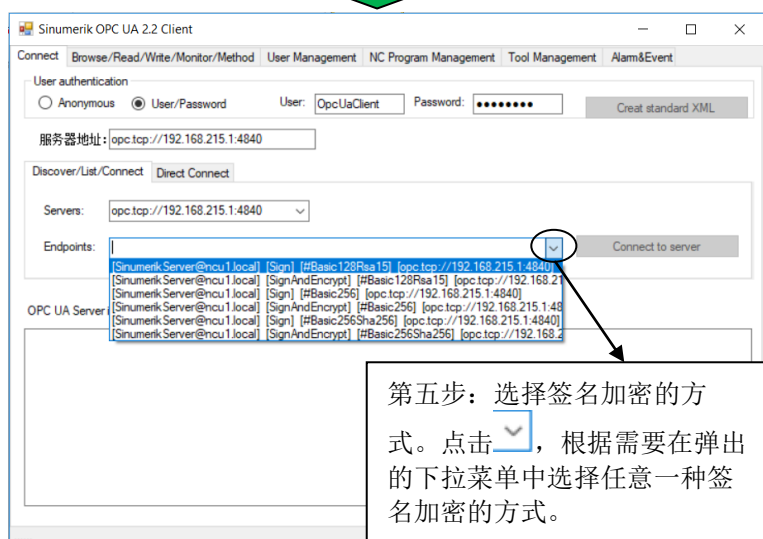 Sinumerik OPC UA 2.2 Client
Connect Browse/Read/Write/Monitor/Method User Management NC Program Management Tool Management Alarm&Event
User authentication
Anonymous User/Password User: OpcUaClient Password: ●●●●●●●●
Creat standard XML
服务器地址: opc.tcp://192.168.215.1:4840
Discover/List/Connect Direct Connect
Servers: opc.tcp://192.168.215.1:4840
Endpoints: Connect to server
[SinumerikServer@ncu1.local] [Sign] [#Basic128Rsa15] [opc.tcp://192.168.215.1:4840]
[SinumerikServer@ncu1.local] [SignAndEncrypt] [#Basic128Rsa15] [opc.tcp://192.168.21
[SinumerikServer@ncu1.local] [Sign] [#Basic256] [opc.tcp://192.168.215.1:4840]
[SinumerikServer@ncu1.local] [SignAndEncrypt] [#Basic256] [opc.tcp://192.168.215.1:48
[SinumerikServer@ncu1.local] [Sign] [#Basic256Sha256] [opc.tcp://192.168.215.1:4840]
[SinumerikServer@ncu1.local] [SignAndEncrypt] [#Basic256Sha256] [opc.tcp://192.168.2
OPC UA Server i
第五步：选择签名加密的方
式。点击，根据需要在弹出
的下拉菜单中选择任意一种签
名加密的方式。